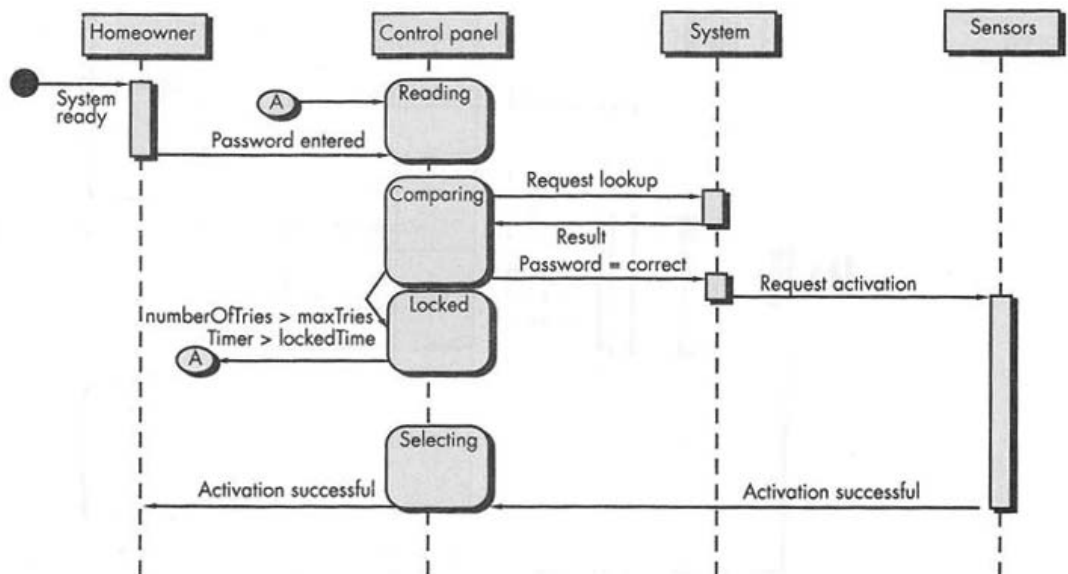 Homeowner
Control panel
System
Sensors
System
ready
A
Reading
Password entered
Comparing
Request lookup
Result
Password = correct
Request activation
numberOfTries > maxTries
Locked
Timer > lockedTime
A
Selecting
Activation successful
Activation successful